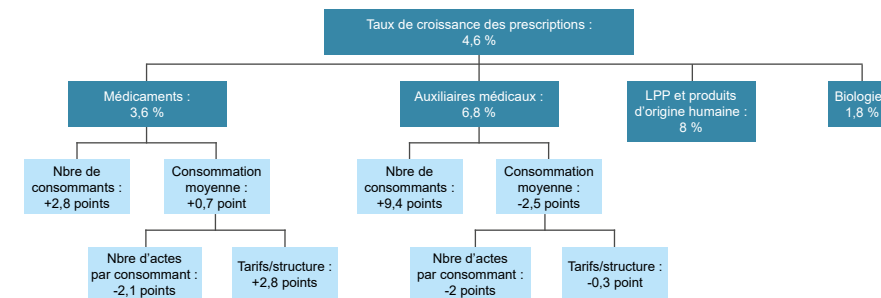 Taux de croissance des prescriptions :
4,6 %
Médicaments :
3,6 %
Auxiliaires médicaux :
6,8 %
LPP et produits
d'origine humaine :
8 %
Biologie
1,8 %
Nbre de
consommants :
+2,8 points
Consommation
moyenne :
+0,7 point
Nbre de
consommants :
+9,4 points
Consommation
moyenne :
-2,5 points
Nbre d'actes
par consommant :
-2,1 points
Tarifs/structure :
+2,8 points
Nbre d'actes
par consommant :
-2 points
Tarifs/structure :
-0,3 point